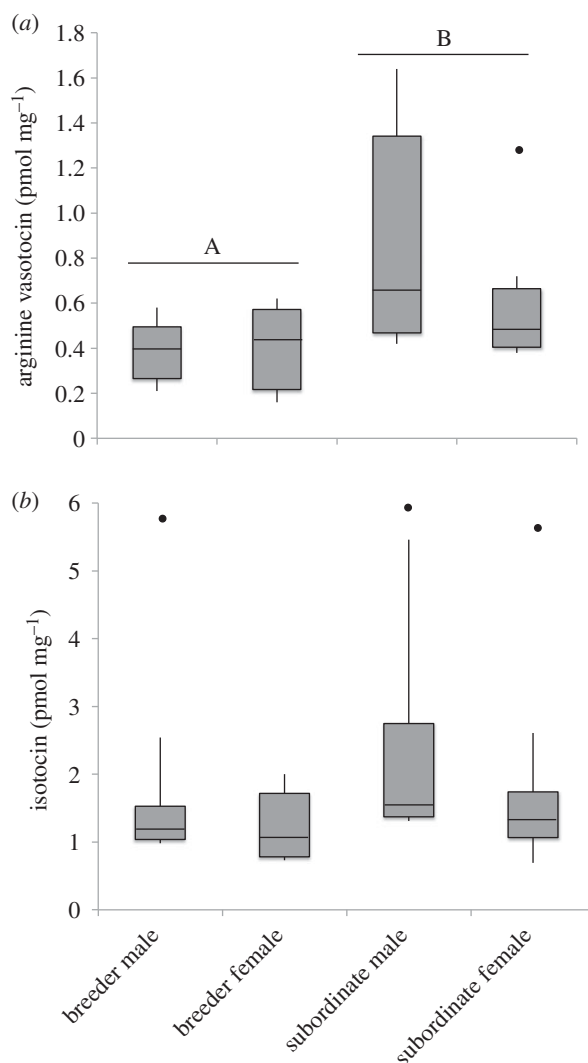 (a)
1.8
1.6
1.4
1.2
1.0
0.8
0.6
0.4
0.2
0
arginine vasotocin (pmol mg⁻¹)
A
B
(b)
6
5
4
3
2
1
0
isotocin (pmol mg⁻¹)
breeder male
breeder female
subordinate male
subordinate female